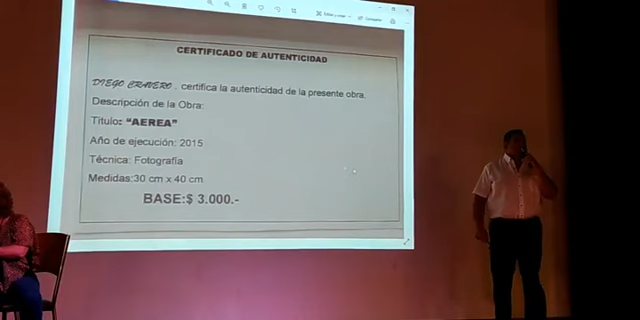 CERTIFICADO DE AUTENTICIDAD
DIEGO CRAVERO . certifica la autenticidad de la presente obra.
Descripción de la Obra:
Titulo: "AEREA"
Año de ejecución: 2015
Técnica: Fotografía
Medidas:30 cm x 40 cm
BASE:$ 3.000.-